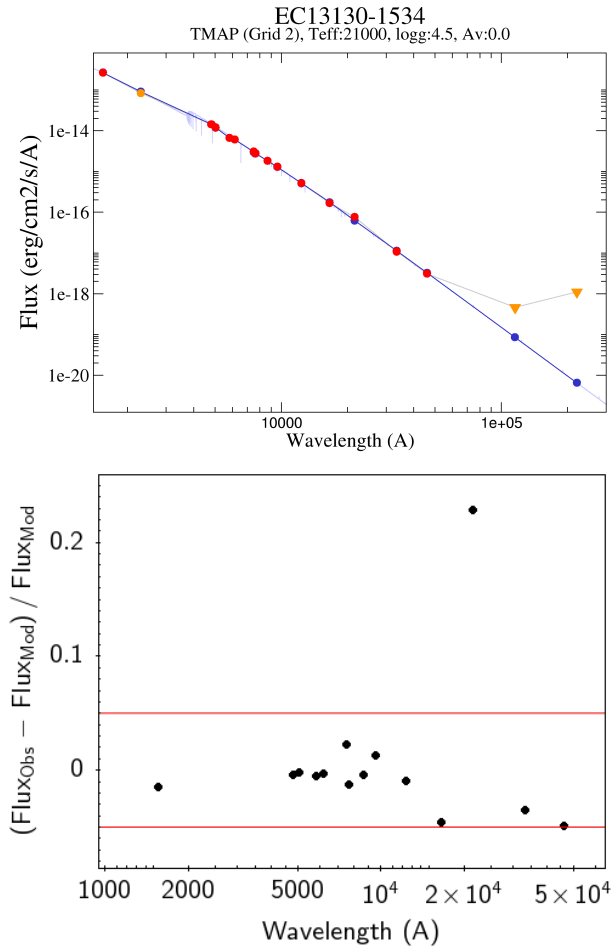 EC13130-1534
TMAP (Grid 2), Teff:21000, logg:4.5, Av:0.0
Flux (erg/cm2/s/A)
1e-14
1e-16
1e-18
1e-20
10000
1e+05
Wavelength (A)
(Flux_Obs − Flux_Mod) / Flux_Mod
0.2
0.1
0
1000
2000
5000
10^4
2×10^4
5×10^4
Wavelength (A)